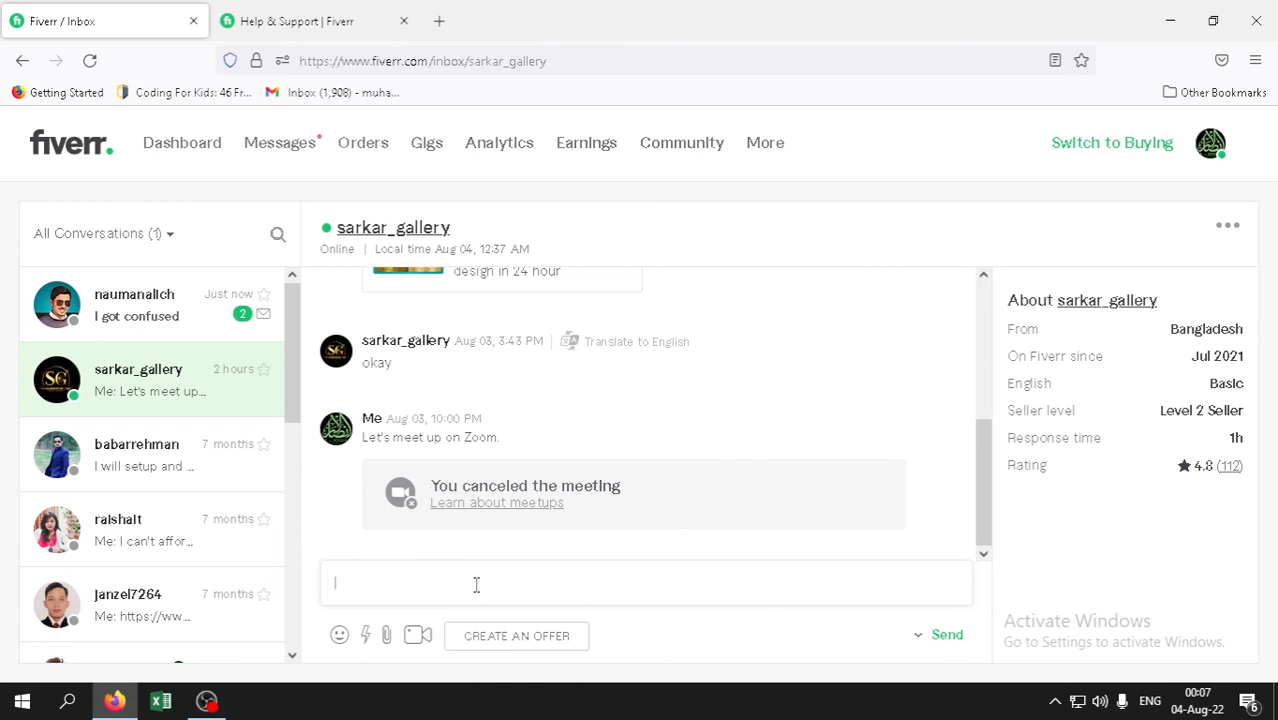 Fiverr / Inbox
Help & Support | Fiverr
https://www.fiverr.com/inbox/sarkar_gallery
Getting Started
Coding For Kids: 46 Fr...
Inbox (1,908) - muha...
Other Bookmarks
fiverr.
Dashboard
Messages
Orders
Gigs
Analytics
Earnings
Community
More
Switch to Buying
All Conversations (1)
naumanalich
Just now
I got confused
2
sarkar_gallery
2 hours
Me: Let's meet up...
babarrehman
7 months
I will setup and ...
raishait
7 months
Me: I can't affor...
janzel7264
7 months
Me: https://ww...
sarkar_gallery
Online | Local time Aug 04, 12:37 AM
design in 24 hour
sarkar_gallery Aug 03, 3:43 PM | Translate to English
okay
Me Aug 03, 10:00 PM
Let's meet up on Zoom.
You canceled the meeting
Learn about meetups
CREATE AN OFFER
Send
About sarkar_gallery
From Bangladesh
On Fiverr since Jul 2021
English Basic
Seller level Level 2 Seller
Response time 1h
Rating 4.8 (112)
Activate Windows
Go to Settings to activate Windows.
ENG
00:07
04-Aug-22
6